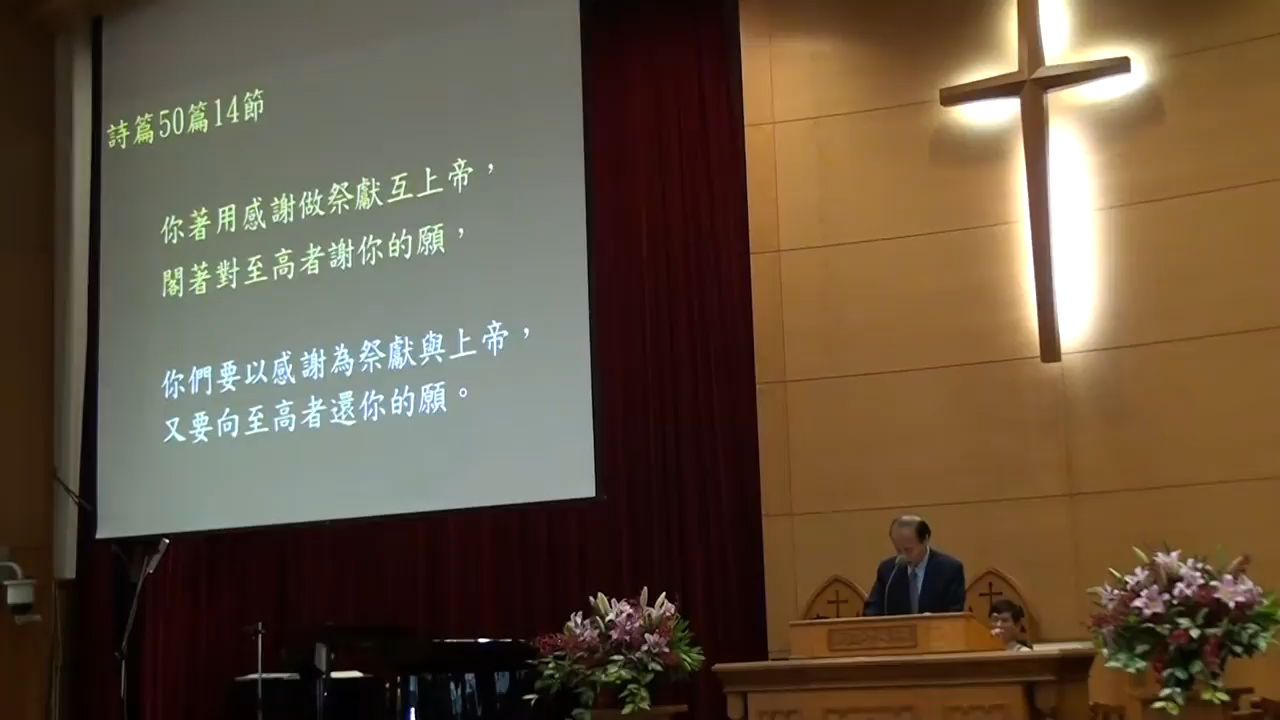 詩篇50篇14節
你著用感謝做祭獻互上帝，
閣著對至高者謝你的願，
你們要以感謝為祭獻與上帝，
又要向至高者還你的願。